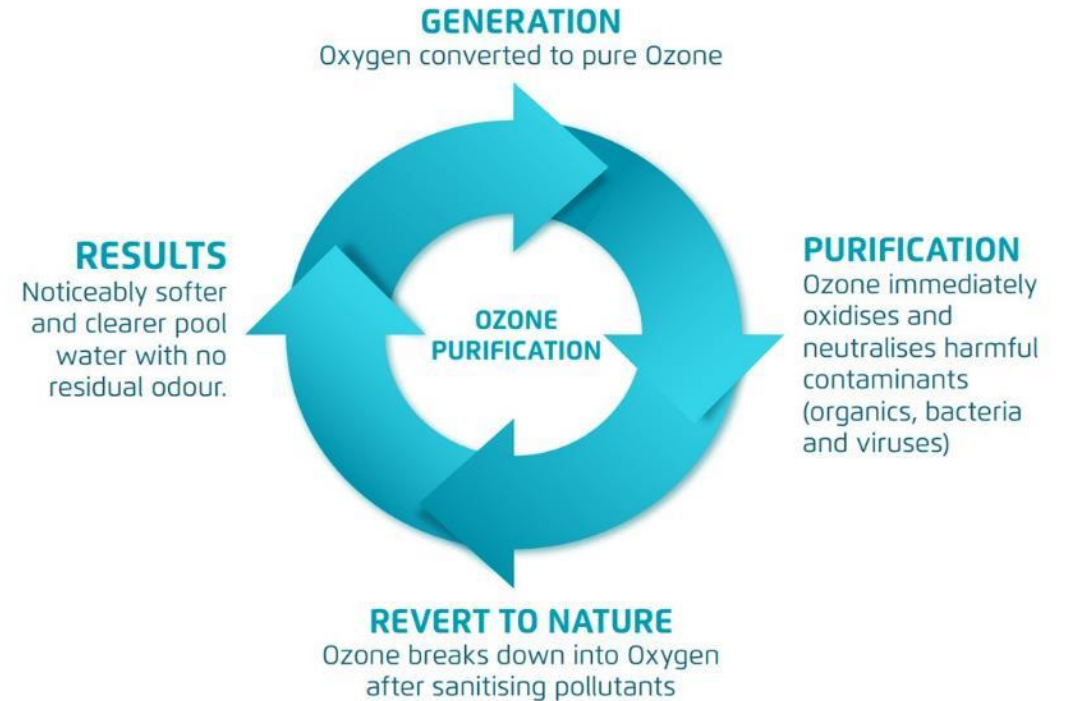 GENERATION
Oxygen converted to pure Ozone
PURIFICATION
Ozone immediately
oxidises and
neutralises harmful
contaminants
(organics, bacteria
and viruses)
REVERT TO NATURE
Ozone breaks down into Oxygen
after sanitising pollutants
RESULTS
Noticeably softer
and clearer pool
water with no
residual odour.
OZONE
PURIFICATION